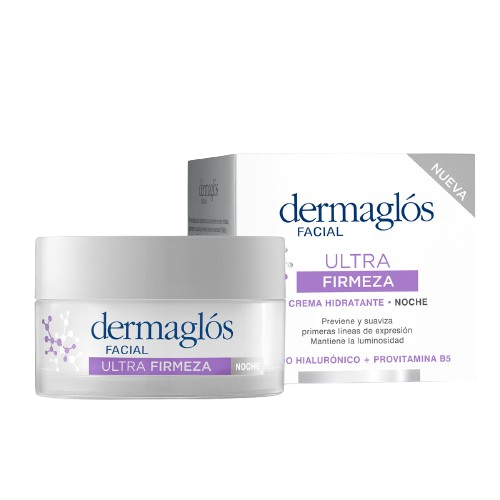 dermaglós
NUEVA
dermaglós
FACIAL
ULTRA
FIRMEZA
CREMA HIDRATANTE • NOCHE
Previene y suaviza
primeras líneas de expresión
Mantiene la luminosidad
HIALURÓNICO + PROVITAMINA B5
dermaglós
FACIAL
ULTRA FIRMEZA
NOCHE